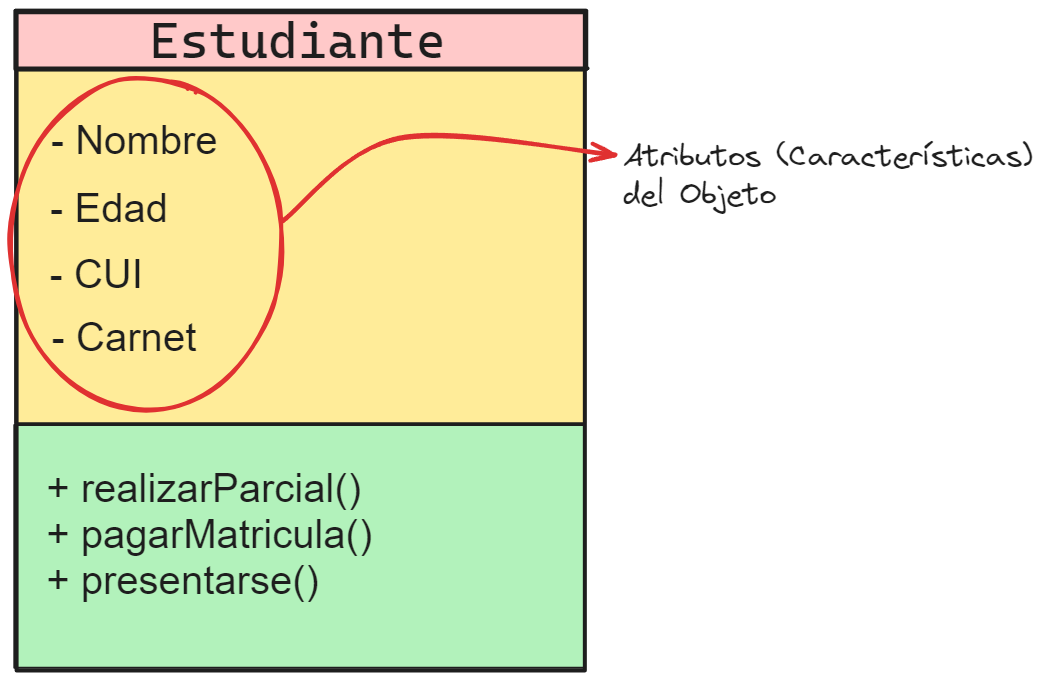 Estudiante
- Nombre
- Edad
- CUI
- Carnet
Atributos (Características)
del Objeto
+ realizarParcial()
+ pagarMatricula()
+ presentarse()